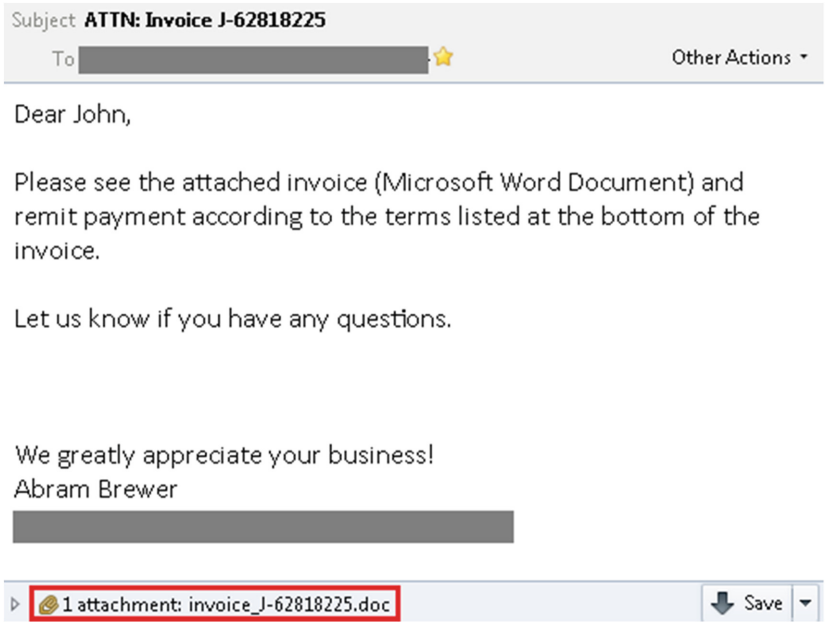 Subject ATTN: Invoice J-62818225
To
Other Actions
Dear John,
Please see the attached invoice (Microsoft Word Document) and
remit payment according to the terms listed at the bottom of the
invoice.
Let us know if you have any questions.
We greatly appreciate your business!
Abram Brewer
1 attachment: invoice_J-62818225.doc
Save